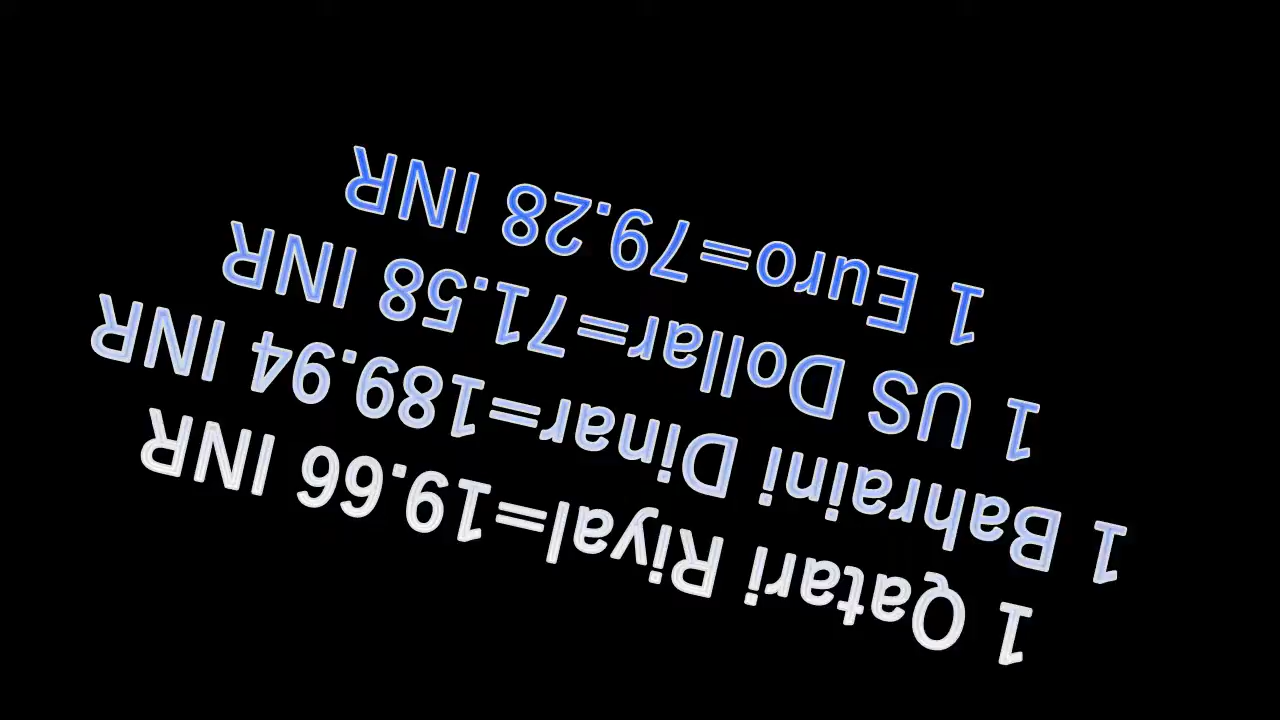 1 Qatari Riyal=19.66 INR
1 Bahraini Dinar=189.94 INR
1 US Dollar=71.58 INR
1 Euro=79.28 INR